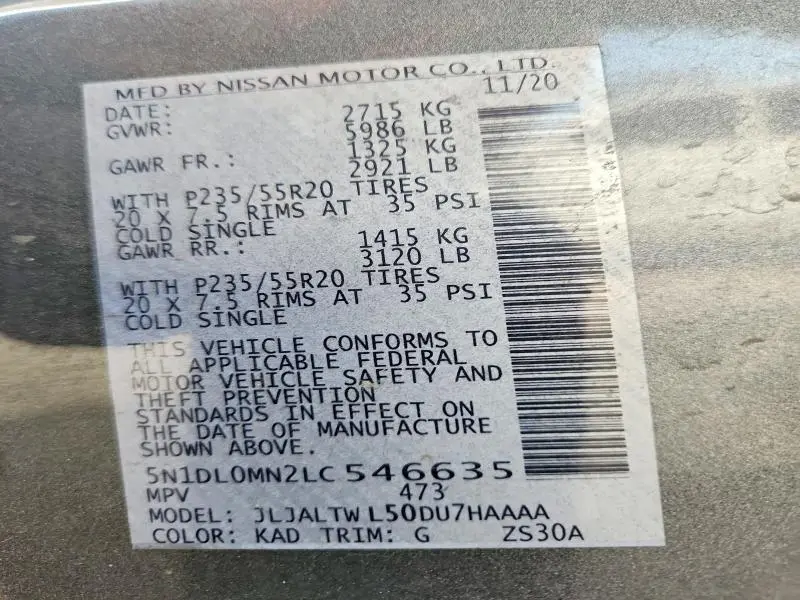 MFD BY NISSAN MOTOR CO., LTD.
DATE: 11/20
GVWR: 2715 KG
5986 LB
GAWR FR.: 1325 KG
2921 LB
WITH P235/55R20 TIRES
20 X 7.5 RIMS AT 35 PSI
COLD SINGLE
GAWR RR.: 1415 KG
3120 LB
WITH P235/55R20 TIRES
20 X 7.5 RIMS AT 35 PSI
COLD SINGLE
THIS VEHICLE CONFORMS TO
ALL APPLICABLE FEDERAL
MOTOR VEHICLE SAFETY AND
THEFT PREVENTION
STANDARDS IN EFFECT ON
THE DATE OF MANUFACTURE
SHOWN ABOVE.
5N1DL0MN2LC546635
MPV 473
MODEL: JLJALTWL50DU7HAAAA
COLOR: KAD TRIM: G ZS30A